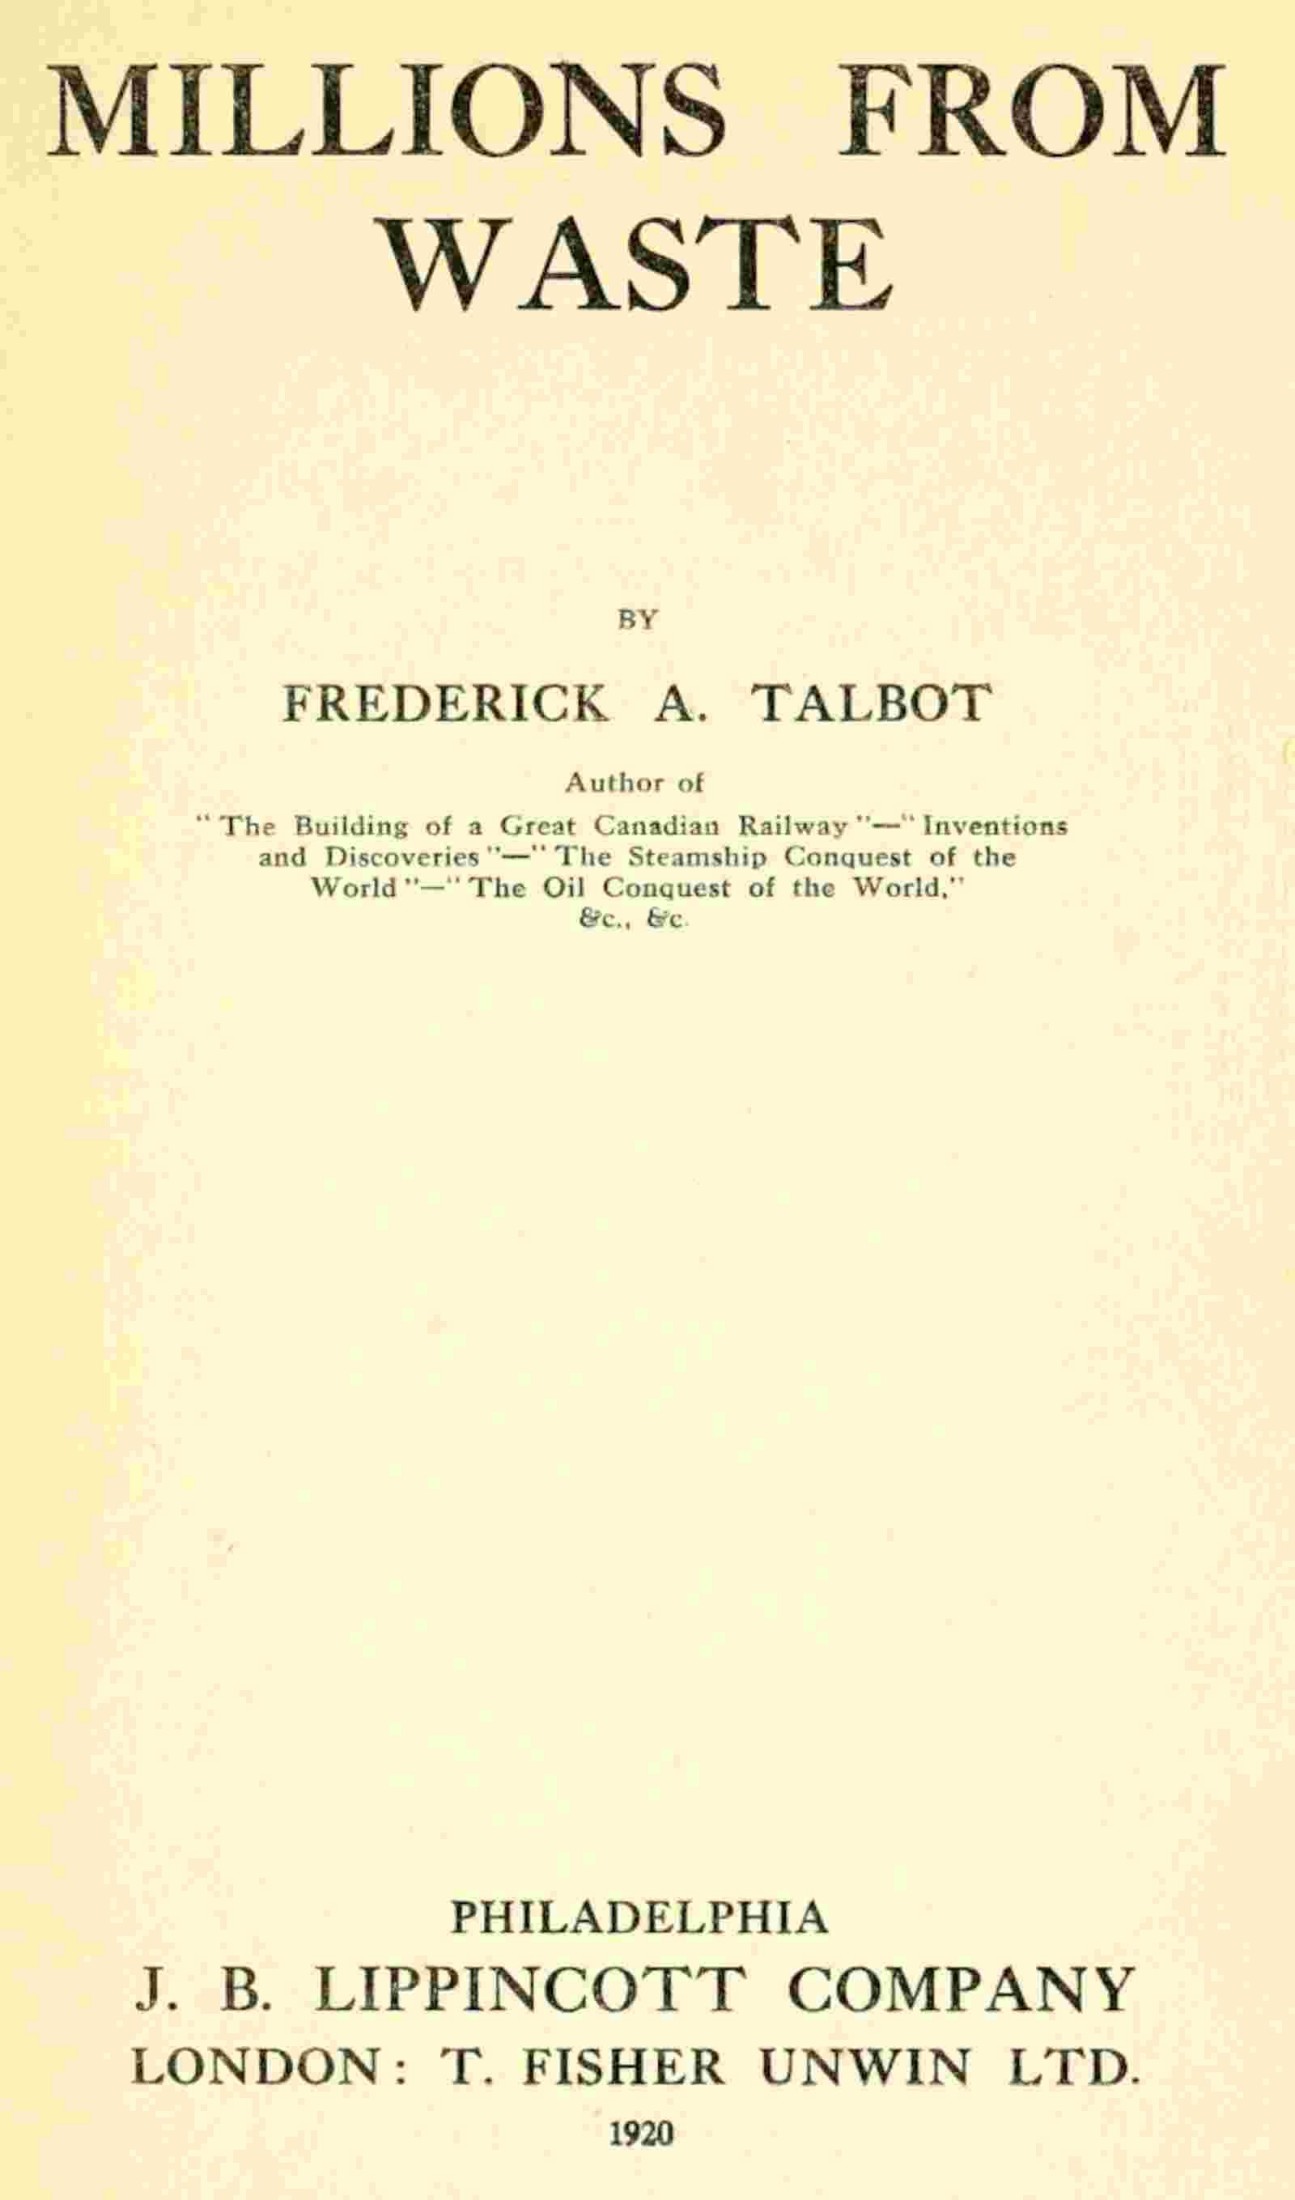 MILLIONS FROM
WASTE
BY
FREDERICK A. TALBOT
Author of
"The Building of a Great Canadian Railway"—"Inventions
and Discoveries"—"The Steamship Conquest of the
World"—"The Oil Conquest of the World,"
&c., &c.
PHILADELPHIA
J. B. LIPPINCOTT COMPANY
LONDON: T. FISHER UNWIN LTD.
1920